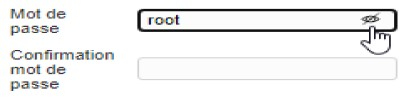 Mot de
passe
root
Confirmation
mot de
passe